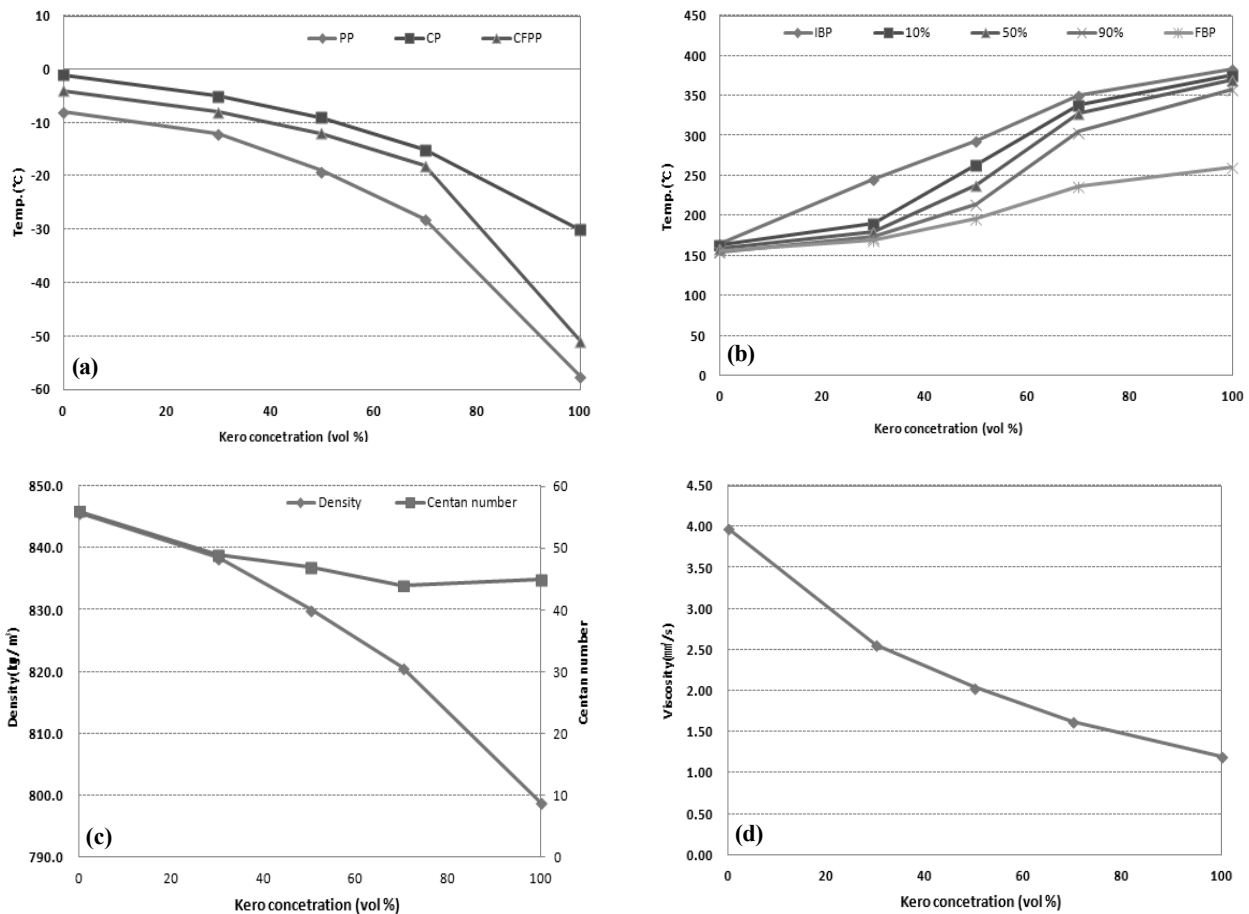 10
0
-10
-20
-30
-40
-50
-60
Temp.(℃)
PP CP CFPP
(a)
0 20 40 60 80 100
Kero concetration (vol %)
450
400
350
300
250
200
150
100
50
0
Temp.(℃)
IBP 10% 50% 90% FBP
(b)
0 20 40 60 80 100
Kero concetration (vol %)
850.0
840.0
830.0
820.0
810.0
800.0
790.0
Density(kg/㎥)
Density Centan number
60
50
40
30
20
10
0
Centan number
(c)
0 20 40 60 80 100
Kero concetration (vol %)
4.50
4.00
3.50
3.00
2.50
2.00
1.50
1.00
0.50
0.00
Viscosity(㎟/s)
(d)
0 20 40 60 80 100
Kero concetration (vol %)